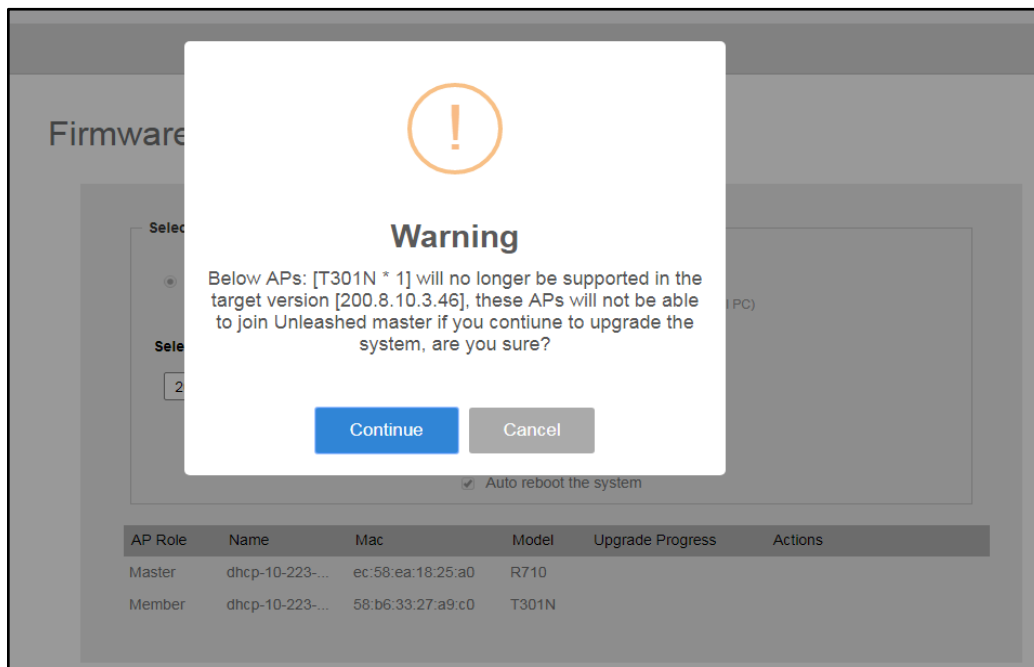 Firmware
!
Warning
Below APs: [T301N * 1] will no longer be supported in the
target version [200.8.10.3.46], these APs will not be able
to join Unleashed master if you contiune to upgrade the
system, are you sure?
Selec
PC)
Sele
2
Continue Cancel
Auto reboot the system
AP Role Name Mac Model Upgrade Progress Actions
Master dhcp-10-223-... ec:58:ea:18:25:a0 R710
Member dhcp-10-223-... 58:b6:33:27:a9:c0 T301N